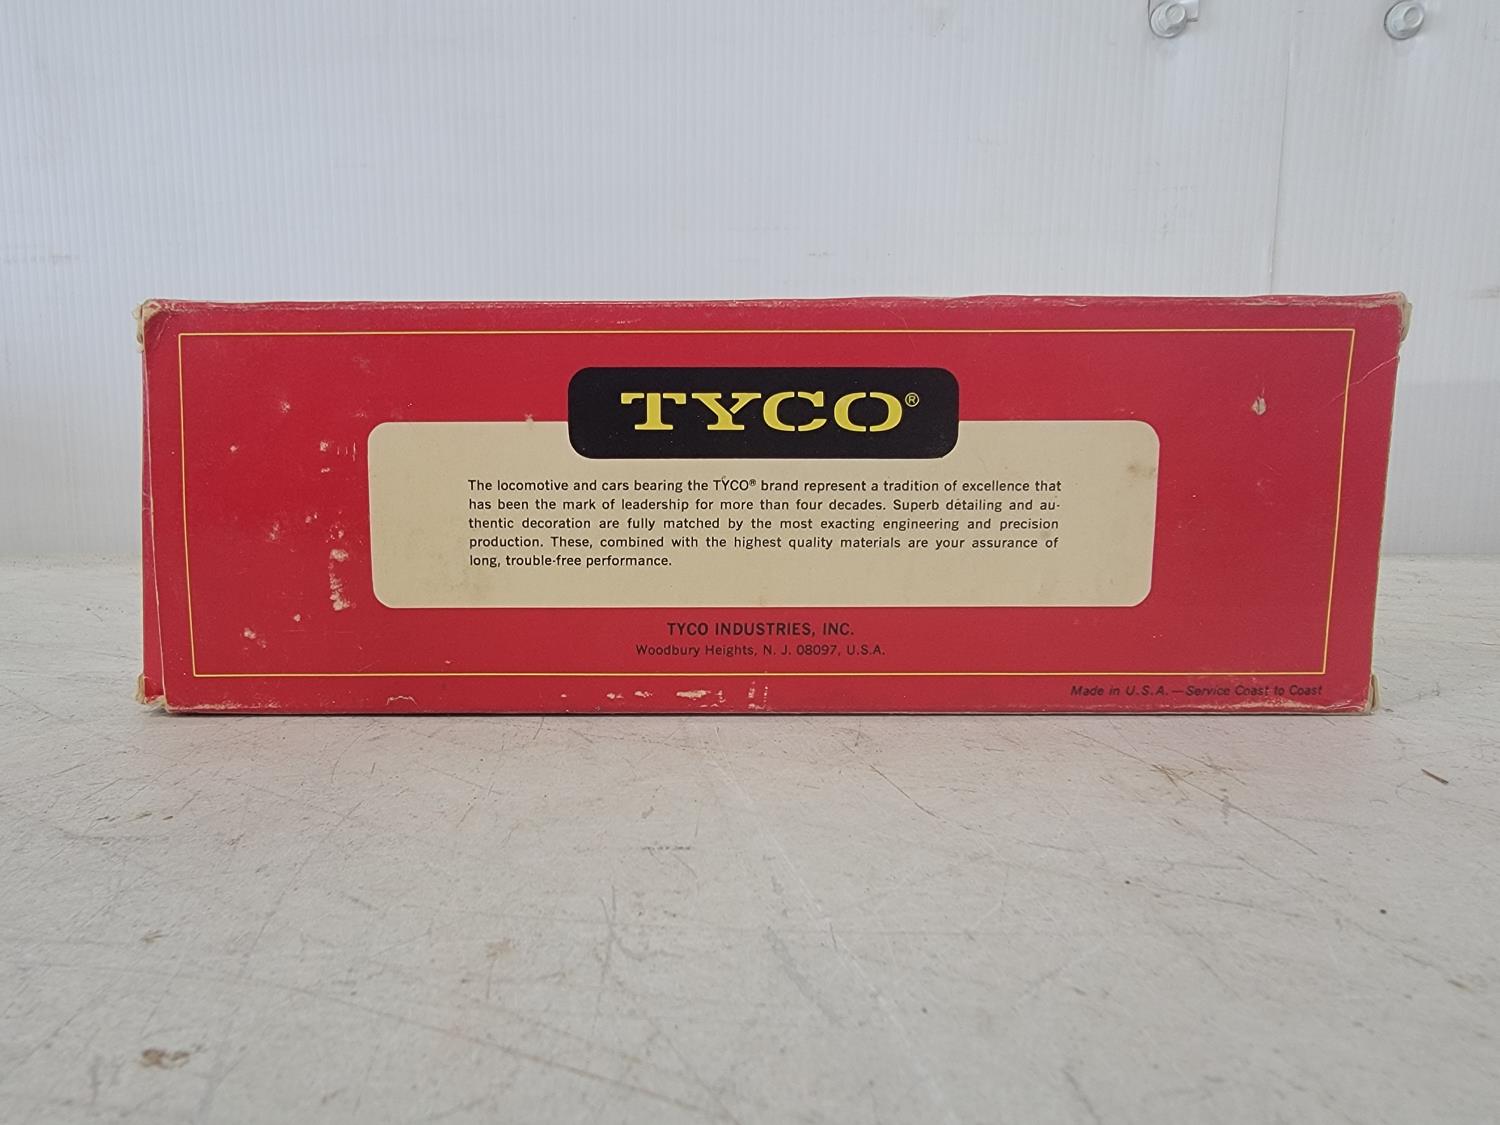 TYCO®
The locomotive and cars bearing the TYCO® brand represent a tradition of excellence that
has been the mark of leadership for more than four decades. Superb detailing and au-
thentic decoration are fully matched by the most exacting engineering and precision
production. These, combined with the highest quality materials are your assurance of
long, trouble-free performance.
TYCO INDUSTRIES, INC.
Woodbury Heights, N. J. 08097, U.S.A.
Made in U.S.A.—Service Coast to Coast